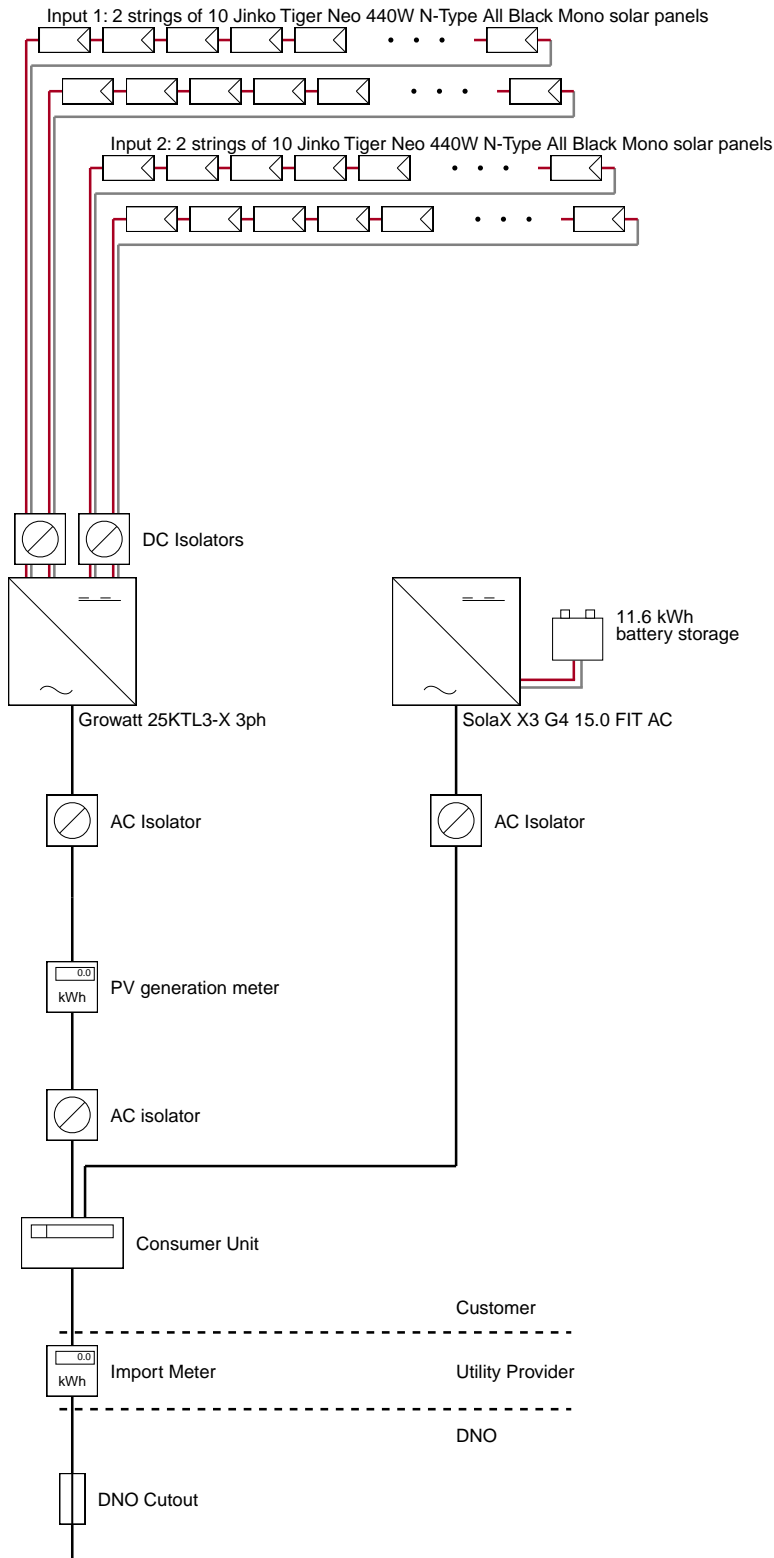 Input 1: 2 strings of 10 Jinko Tiger Neo 440W N-Type All Black Mono solar panels
Input 2: 2 strings of 10 Jinko Tiger Neo 440W N-Type All Black Mono solar panels
DC Isolators
11.6 kWh
battery storage
Growatt 25KTL3-X 3ph
SolaX X3 G4 15.0 FIT AC
AC Isolator
AC Isolator
0.0
kWh
PV generation meter
AC isolator
Consumer Unit
Customer
0.0
kWh
Import Meter
Utility Provider
DNO
DNO Cutout